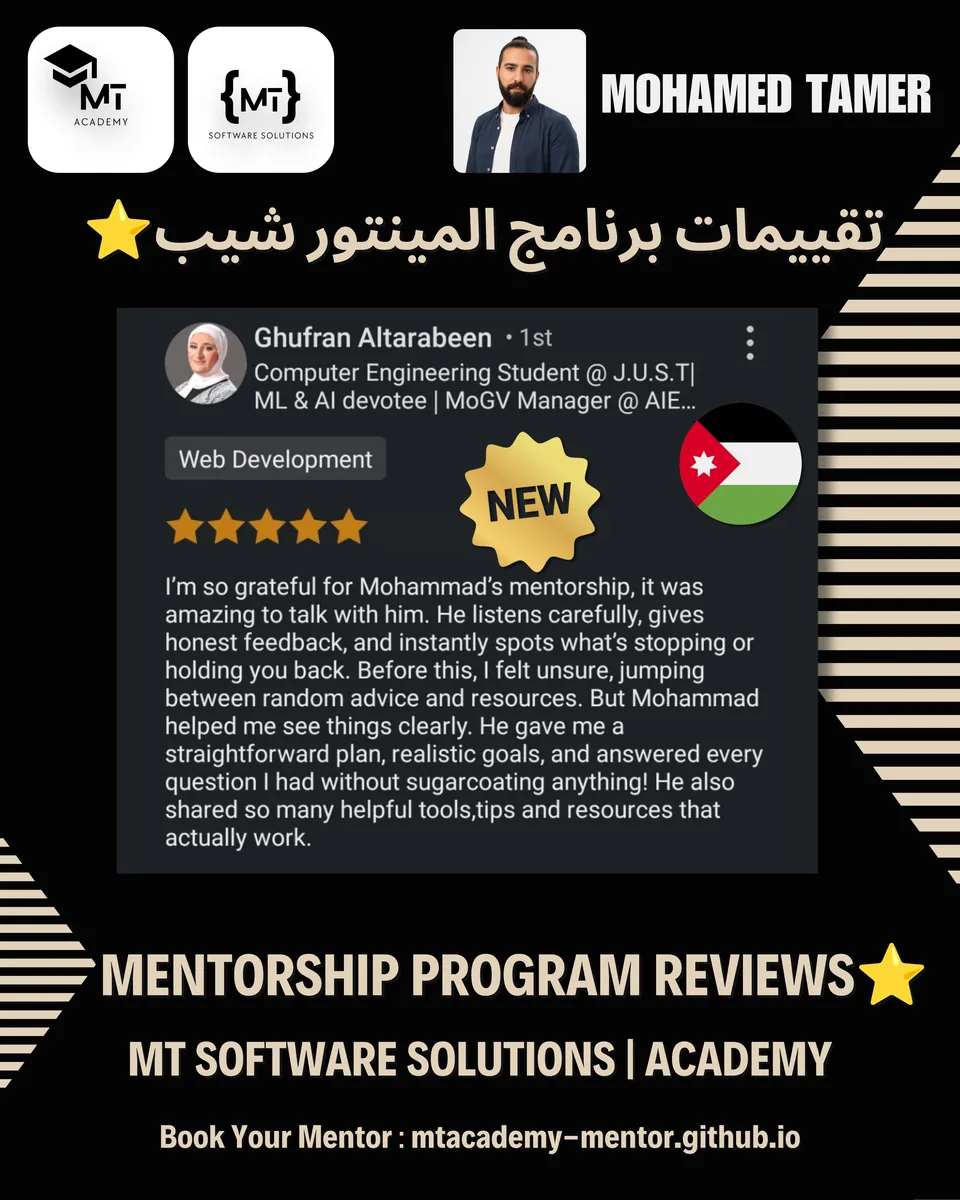 MT
ACADEMY
{MT}
SOFTWARE SOLUTIONS
MOHAMED TAMER
تقييمات برنامج المينتور شيب⭐
Ghufran Altarabeen • 1st
Computer Engineering Student @ J.U.S.T|
ML & AI devotee | MoGV Manager @ AIE...
Web Development
NEW
I’m so grateful for Mohammad’s mentorship, it was
amazing to talk with him. He listens carefully, gives
honest feedback, and instantly spots what’s stopping or
holding you back. Before this, I felt unsure, jumping
between random advice and resources. But Mohammad
helped me see things clearly. He gave me a
straightforward plan, realistic goals, and answered every
question I had without sugarcoating anything! He also
shared so many helpful tools,tips and resources that
actually work.
MENTORSHIP PROGRAM REVIEWS⭐
MT SOFTWARE SOLUTIONS | ACADEMY
Book Your Mentor : mtacademy-mentor.github.io